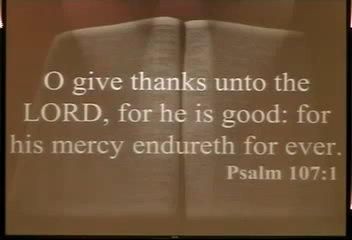 O give thanks unto the
LORD, for he is good: for
his mercy endureth for ever.
Psalm 107:1